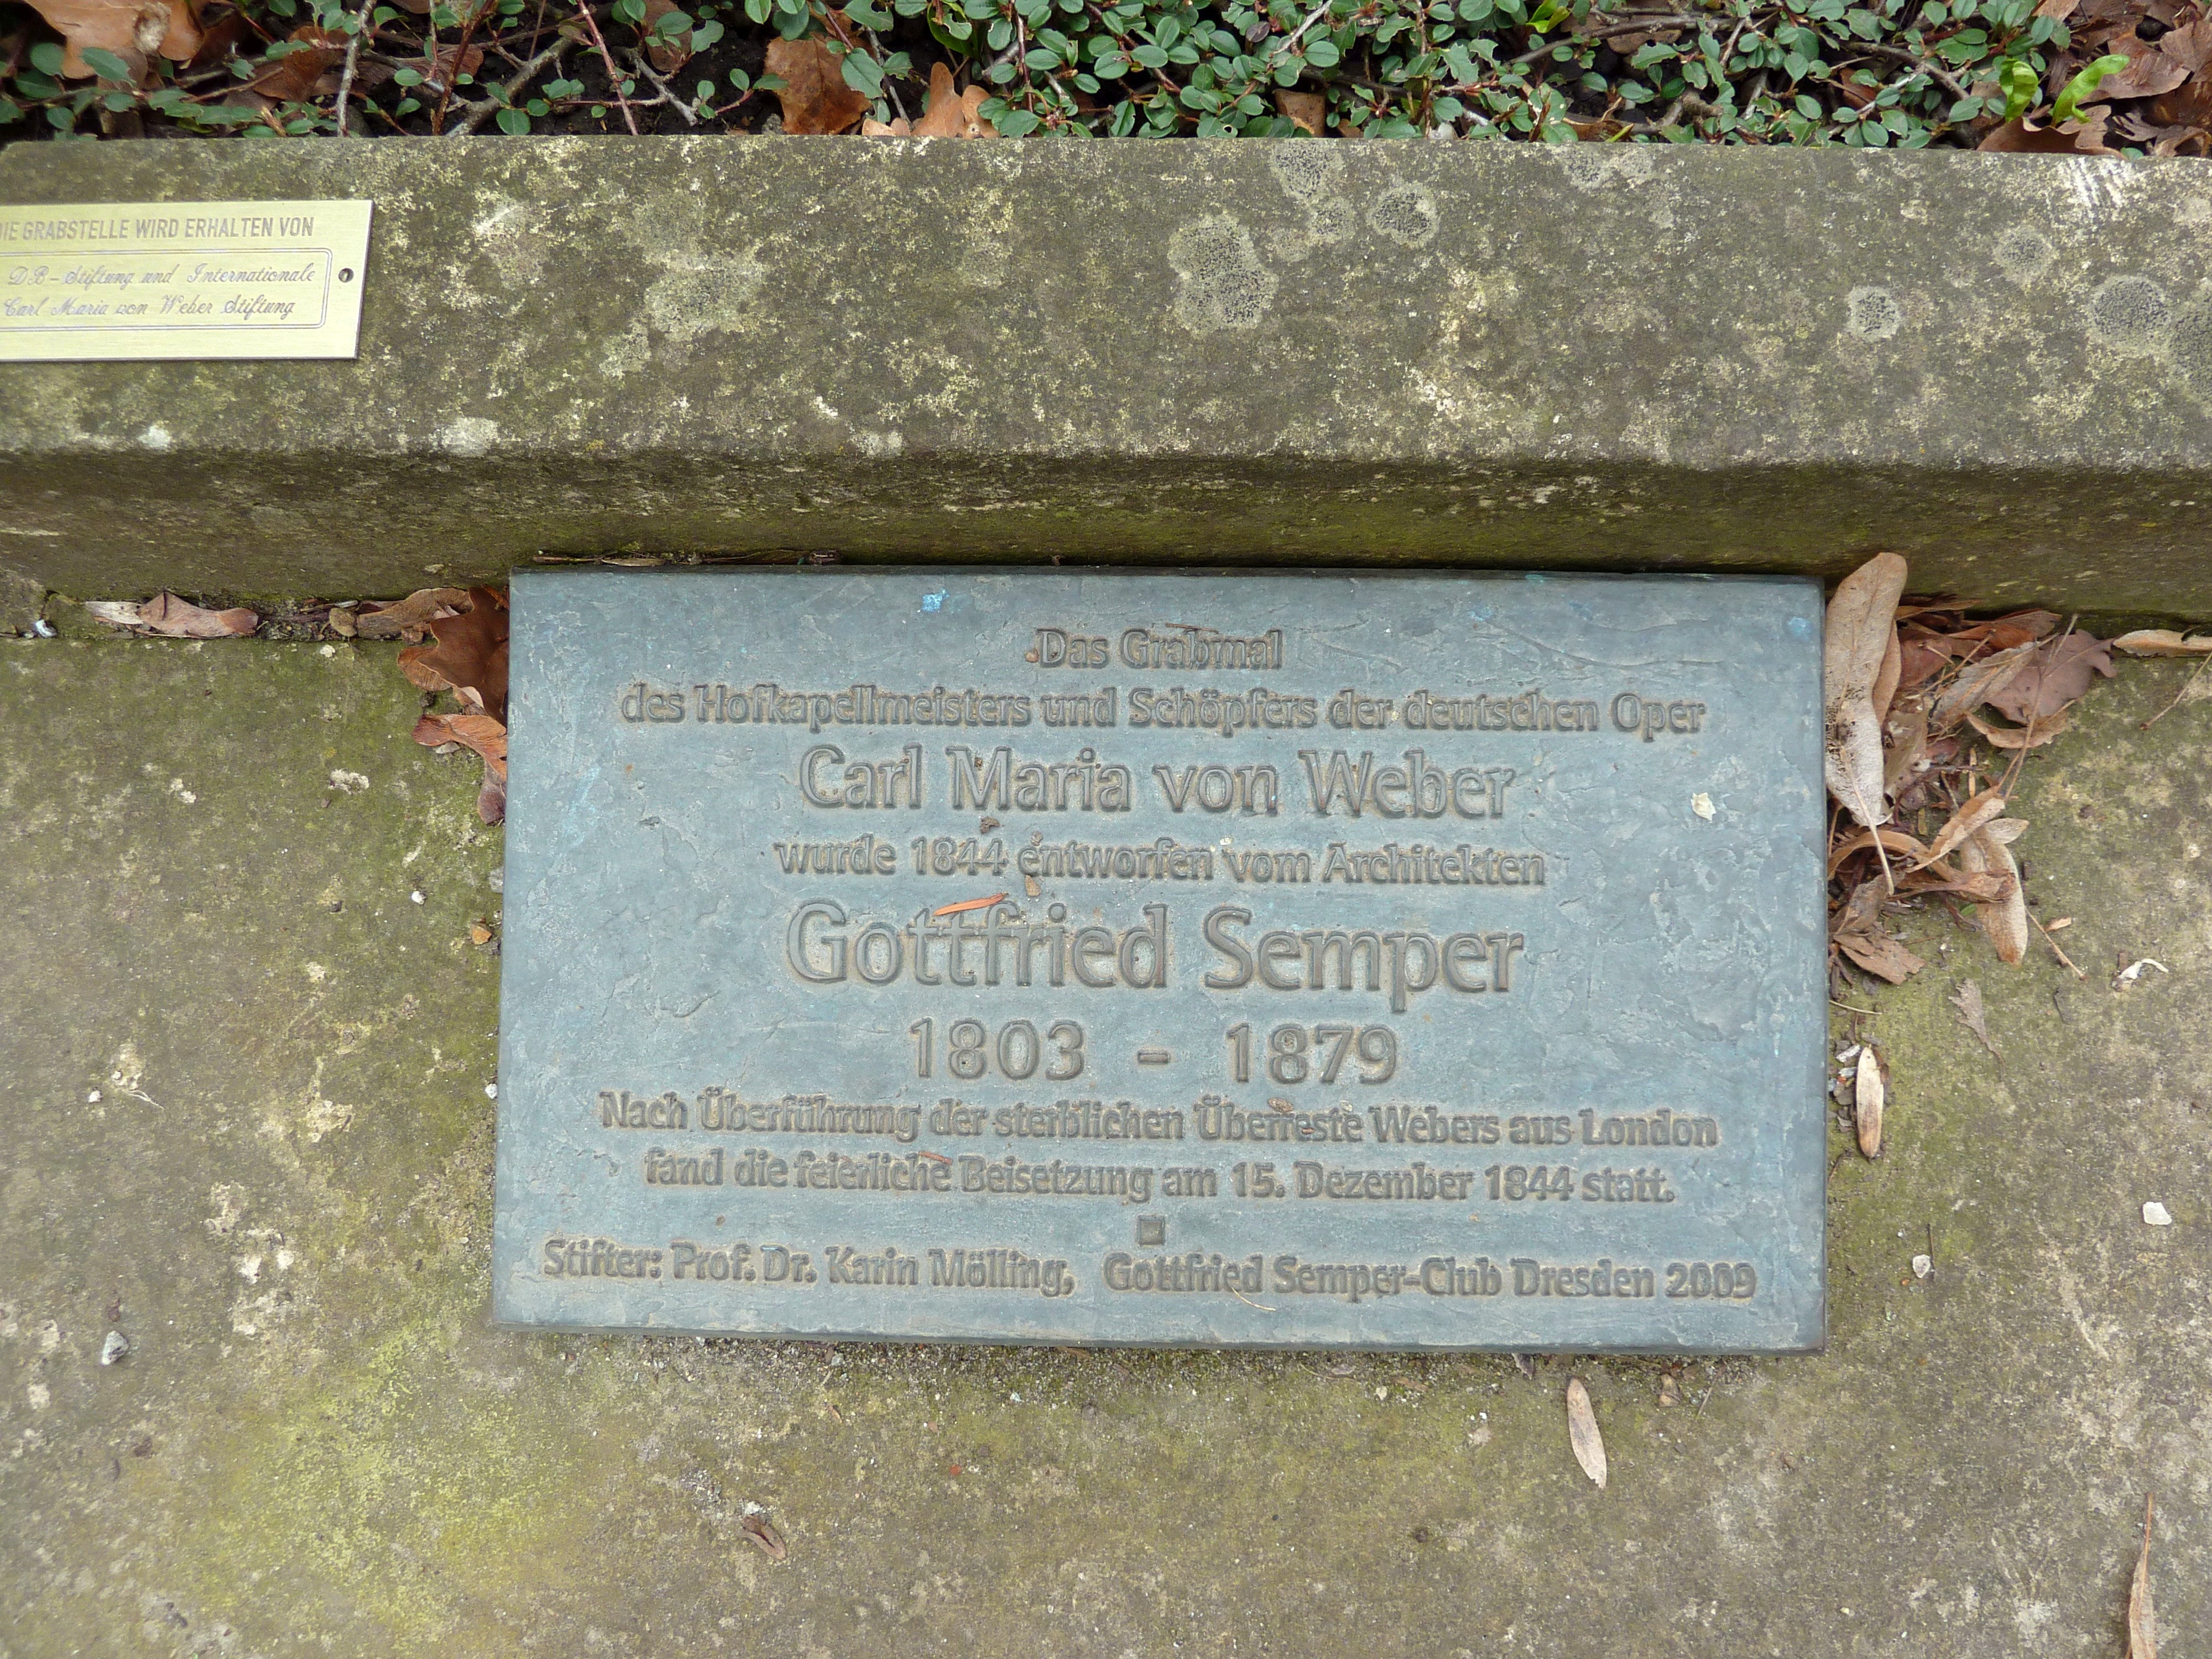 DIE GRABSTELLE WIRD ERHALTEN VON
DB-Stiftung und Internationale
Carl Maria von Weber Stiftung
Das Grabmal
des Hofkapellmeisters und Schöpfers der deutschen Oper
Carl Maria von Weber
wurde 1844 entworfen vom Architekten
Gottfried Semper
1803 - 1879
Nach Überführung der sterblichen Überreste Webers aus London
fand die feierliche Beisetzung am 15. Dezember 1844 statt.
Stifter: Prof. Dr. Karin Mölling, Gottfried Semper-Club Dresden 2009